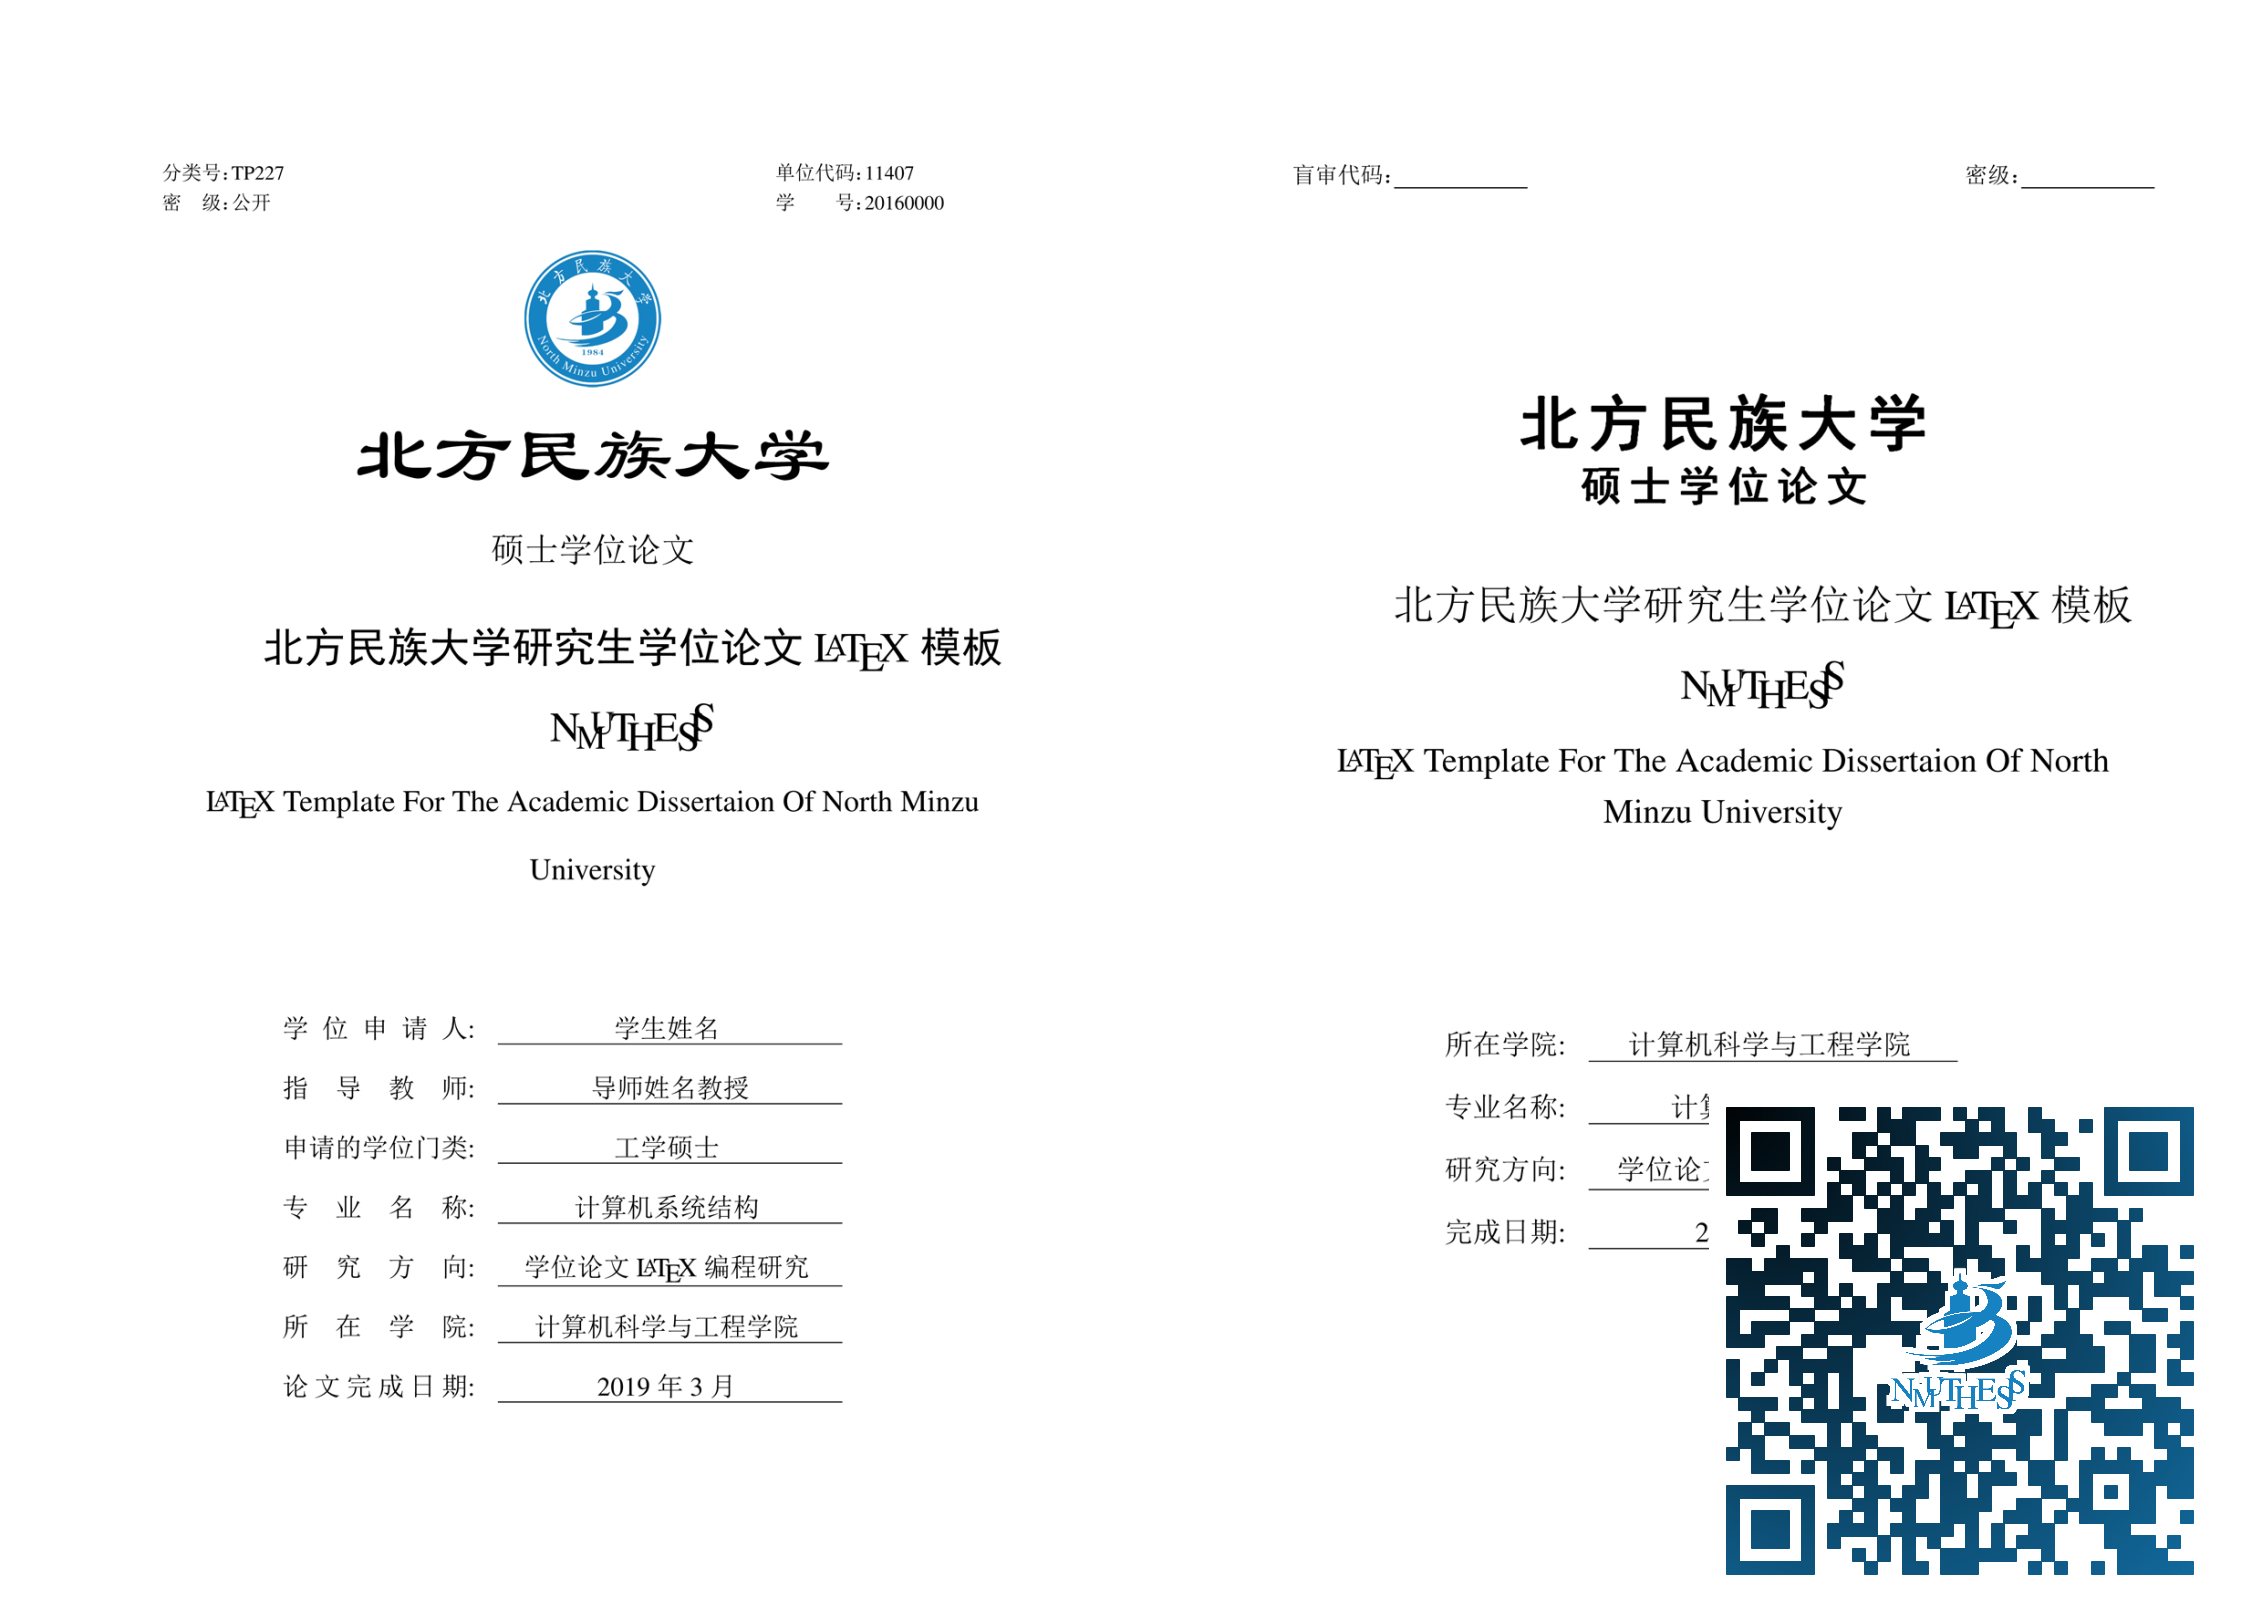 分类号:TP227
密 级:公开
单位代码:11407
学 号:20160000
北方民族大学
1984
North Minzu University
北方民族大学
硕士学位论文
北方民族大学研究生学位论文 LATEX 模板
NMUTHESIS
LATEX Template For The Academic Dissertaion Of North Minzu
University
学位申请人: 学生姓名
指导教师: 导师姓名教授
申请的学位门类: 工学硕士
专业名称: 计算机系统结构
研究方向: 学位论文 LATEX 编程研究
所在学院: 计算机科学与工程学院
论文完成日期: 2019 年 3 月
盲审代码:
密级:
北方民族大学
硕士学位论文
北方民族大学研究生学位论文 LATEX 模板
NMUTHESIS
LATEX Template For The Academic Dissertaion Of North
Minzu University
所在学院: 计算机科学与工程学院
专业名称: 计
研究方向: 学位论
完成日期: 2
NMUTHESIS